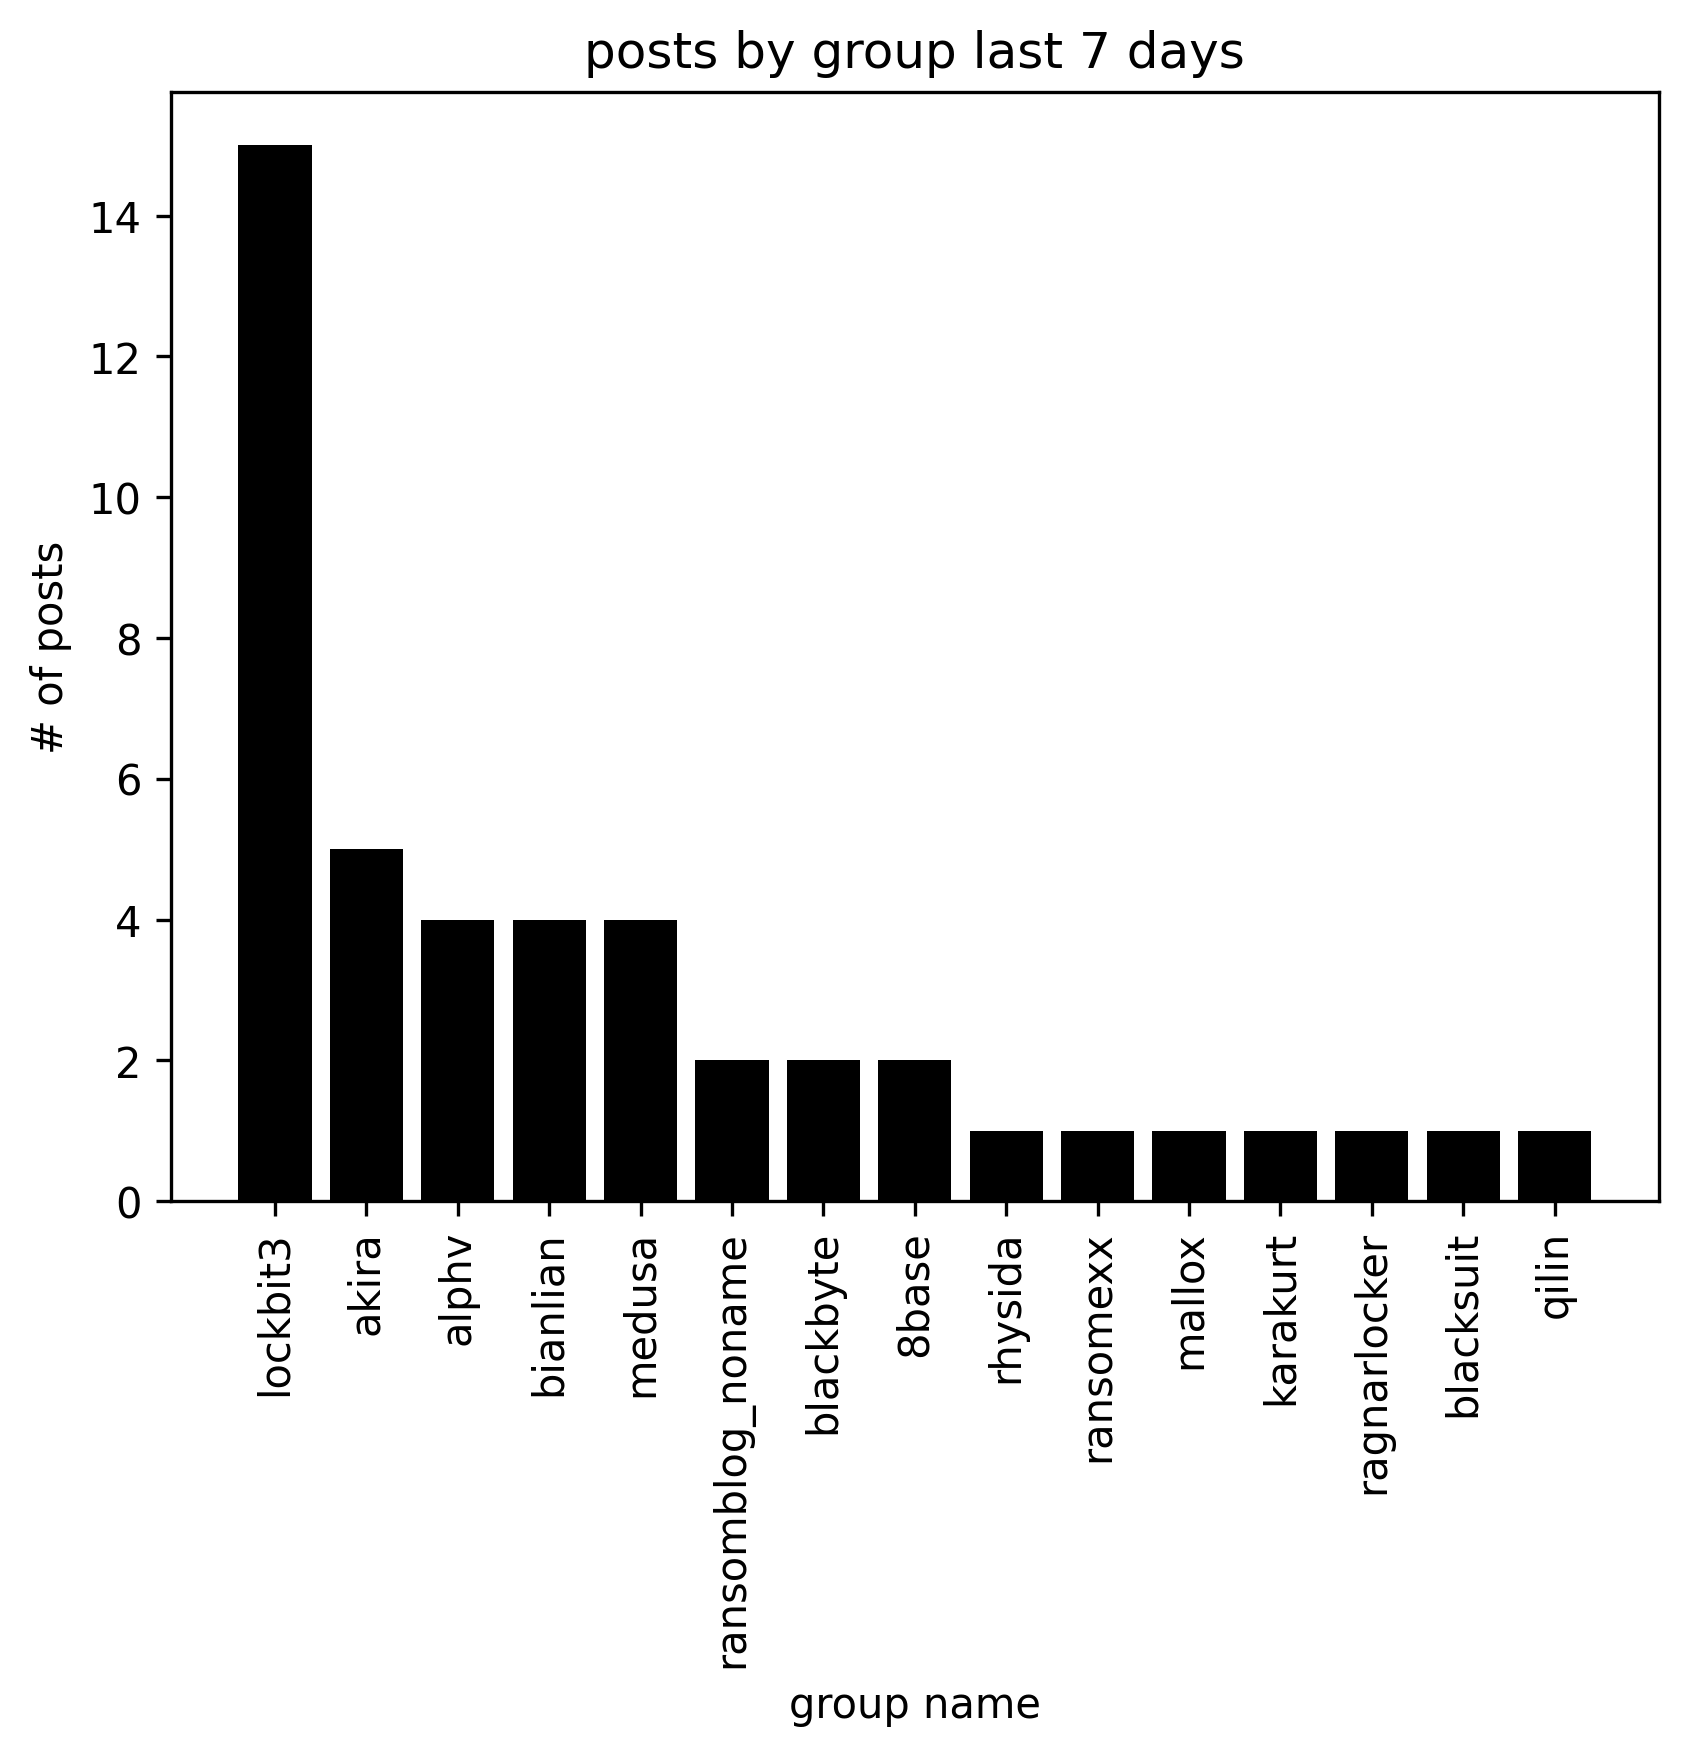 posts by group last 7 days
# of posts
14
12
10
8
6
4
2
0
lockbit3
akira
alphv
bianlian
medusa
ransomblog_noname
blackbyte
8base
rhysida
ransomexx
mallox
karakurt
ragnarlocker
blacksuit
qilin
group name